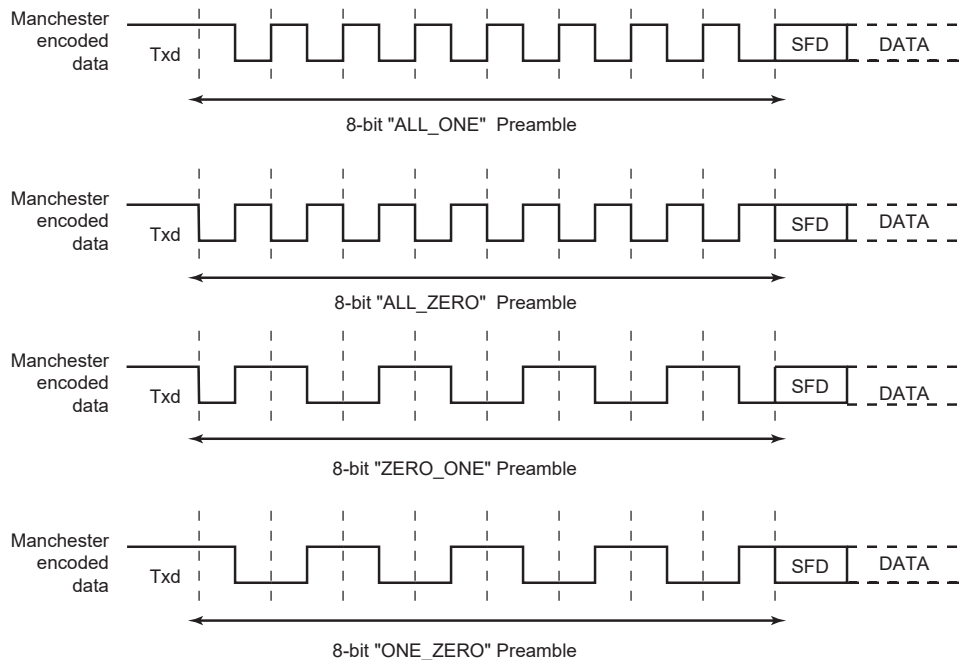 Manchester
encoded
data
Txd
SFD
DATA
8-bit "ALL_ONE" Preamble
Manchester
encoded
data
Txd
SFD
DATA
8-bit "ALL_ZERO" Preamble
Manchester
encoded
data
Txd
SFD
DATA
8-bit "ZERO_ONE" Preamble
Manchester
encoded
data
Txd
SFD
DATA
8-bit "ONE_ZERO" Preamble